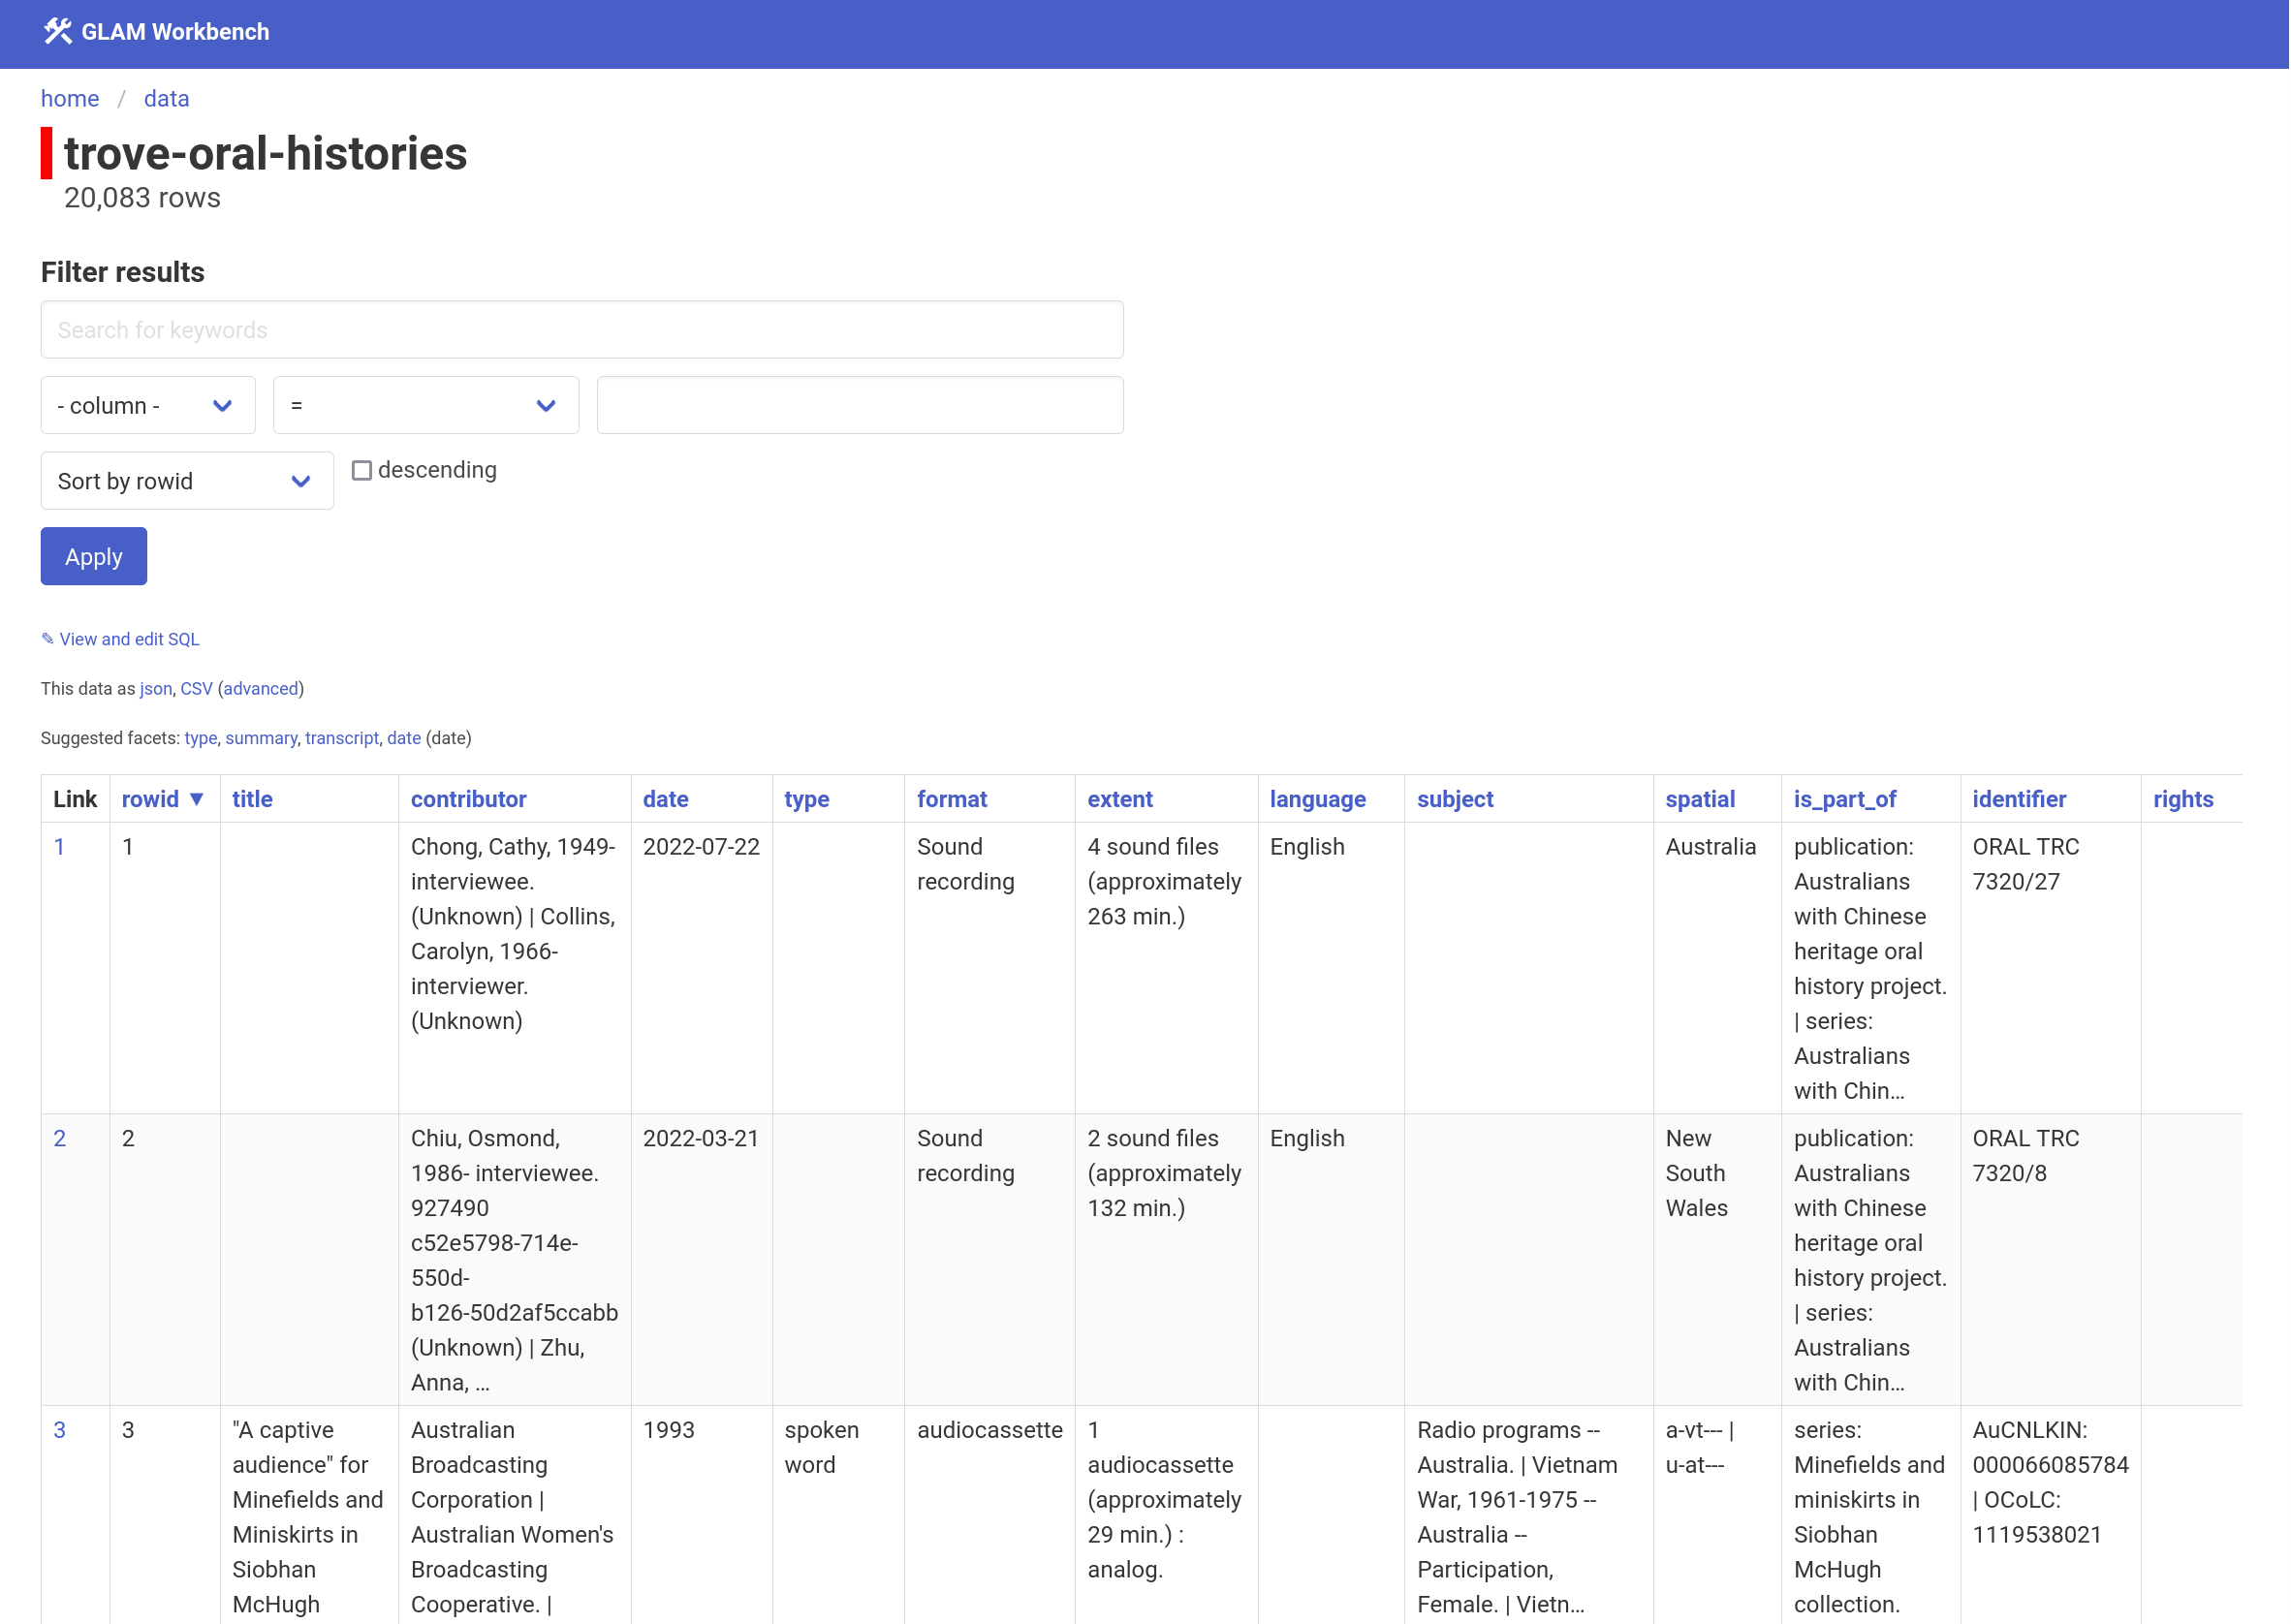 GLAM Workbench
home / data
trove-oral-histories
20,083 rows
Filter results
Search for keywords
- column -
=
Sort by rowid
descending
Apply
✎ View and edit SQL
This data as json, CSV (advanced)
Suggested facets: type, summary, transcript, date (date)
Link rowid ▼ title contributor date type format extent language subject spatial is_part_of identifier rights
1
1
Chong, Cathy, 1949-
interviewee.
(Unknown) | Collins,
Carolyn, 1966-
interviewer.
(Unknown)
2022-07-22
Sound
recording
4 sound files
(approximately
263 min.)
English
Australia
publication:
Australians
with Chinese
heritage oral
history project.
| series:
Australians
with Chin…
ORAL TRC
7320/27
2
2
Chiu, Osmond,
1986- interviewee.
927490
c52e5798-714e-
550d-
b126-50d2af5ccabb
(Unknown) | Zhu,
Anna, …
2022-03-21
Sound
recording
2 sound files
(approximately
132 min.)
English
New
South
Wales
publication:
Australians
with Chinese
heritage oral
history project.
| series:
Australians
with Chin…
ORAL TRC
7320/8
3
3
"A captive
audience" for
Minefields and
Miniskirts in
Siobhan
McHugh
Australian
Broadcasting
Corporation |
Australian Women's
Broadcasting
Cooperative. |
1993
spoken
word
audiocassette
1
audiocassette
(approximately
29 min.) :
analog.
Radio programs --
Australia. | Vietnam
War, 1961-1975 --
Australia --
Participation,
Female. | Vietn…
a-vt--- |
u-at---
series:
Minefields and
miniskirts in
Siobhan
McHugh
collection.
AuCNLKIN:
000066085784
| OCoLC:
1119538021